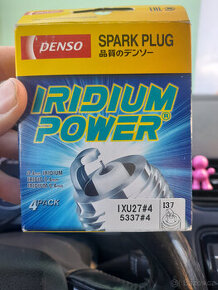 DENSO
SPARK PLUG
品質のデンソー
IRIDIUM
POWER®
IRIDIUM
4 PACK
IXU27#4
5337#4
I37